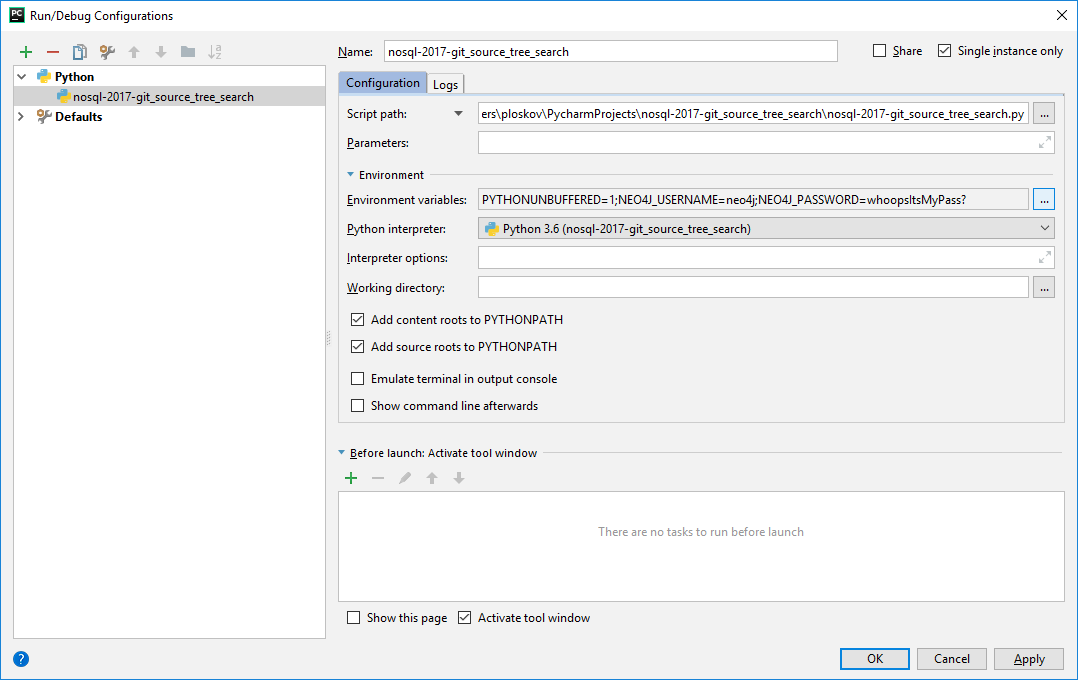 PC Run/Debug Configurations
Name: nosql-2017-git_source_tree_search Share Single instance only
Python
nosql-2017-git_source_tree_search
Defaults
Configuration Logs
Script path: ers\ploskov\PycharmProjects\nosql-2017-git_source_tree_search\nosql-2017-git_source_tree_search.py ...
Parameters:
Environment
Environment variables: PYTHONUNBUFFERED=1;NEO4J_USERNAME=neo4j;NEO4J_PASSWORD=whoopsItsMyPass? ...
Python interpreter: Python 3.6 (nosql-2017-git_source_tree_search)
Interpreter options:
Working directory: ...
Add content roots to PYTHONPATH
Add source roots to PYTHONPATH
Emulate terminal in output console
Show command line afterwards
Before launch: Activate tool window
There are no tasks to run before launch
Show this page Activate tool window
? OK Cancel Apply